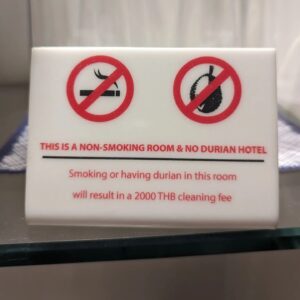 THIS IS A NON-SMOKING ROOM & NO DURIAN HOTEL
Smoking or having durian in this room
will result in a 2000 THB cleaning fee